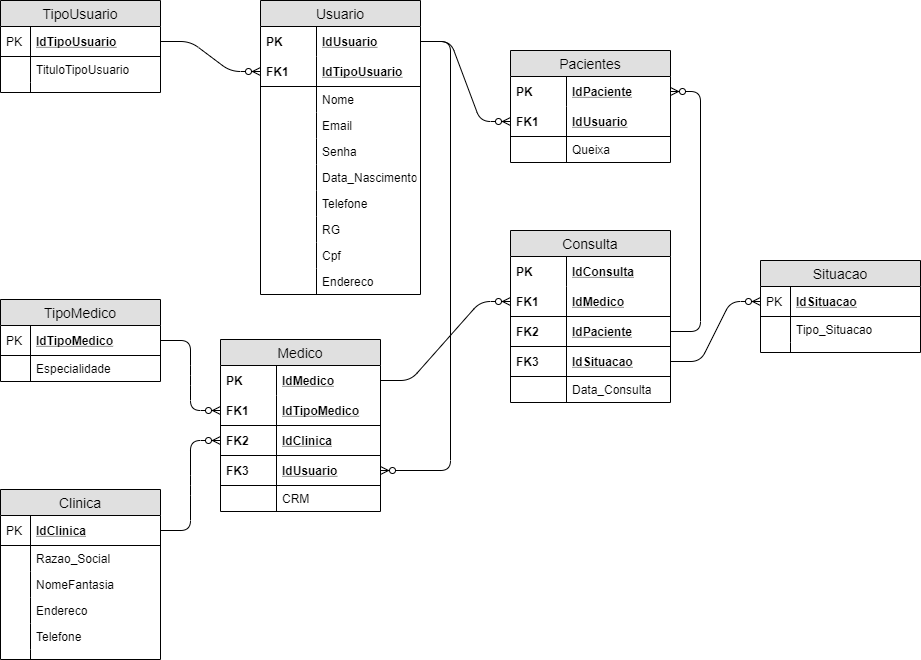 TipoUsuario
PK IdTipoUsuario
TituloTipoUsuario
Usuario
PK IdUsuario
FK1 IdTipoUsuario
Nome
Email
Senha
Data_Nascimento
Telefone
RG
Cpf
Endereco
Pacientes
PK IdPaciente
FK1 IdUsuario
Queixa
Consulta
PK IdConsulta
FK1 IdMedico
FK2 IdPaciente
FK3 IdSituacao
Data_Consulta
Situacao
PK IdSituacao
Tipo_Situacao
TipoMedico
PK IdTipoMedico
Especialidade
Medico
PK IdMedico
FK1 IdTipoMedico
FK2 IdClinica
FK3 IdUsuario
CRM
Clinica
PK IdClinica
Razao_Social
NomeFantasia
Endereco
Telefone